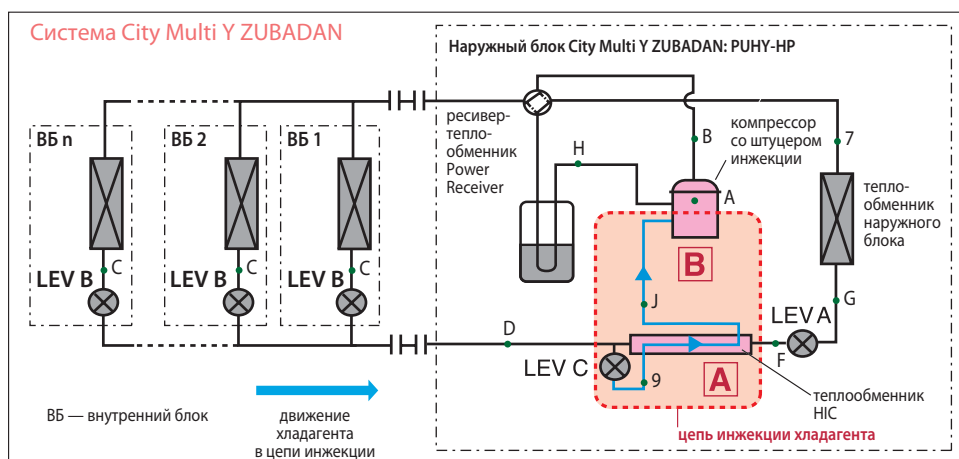 Система City Multi Y ZUBADAN
Наружный блок City Multi Y ZUBADAN: PUHY-HP
ВБ n
ВБ 2
ВБ 1
ресивер-
тепло-
обменник
Power
Receiver
H
B
компрессор
со штуцером
инжекции
A
7
тепло-
обменник
наружного
блока
C
C
C
LEV B
LEV B
LEV B
B
J
G
LEV A
D
F
LEV C
9
A
теплообменник
HIC
ВБ — внутренний блок
движение
хладагента
в цепи инжекции
цепь инжекции хладагента